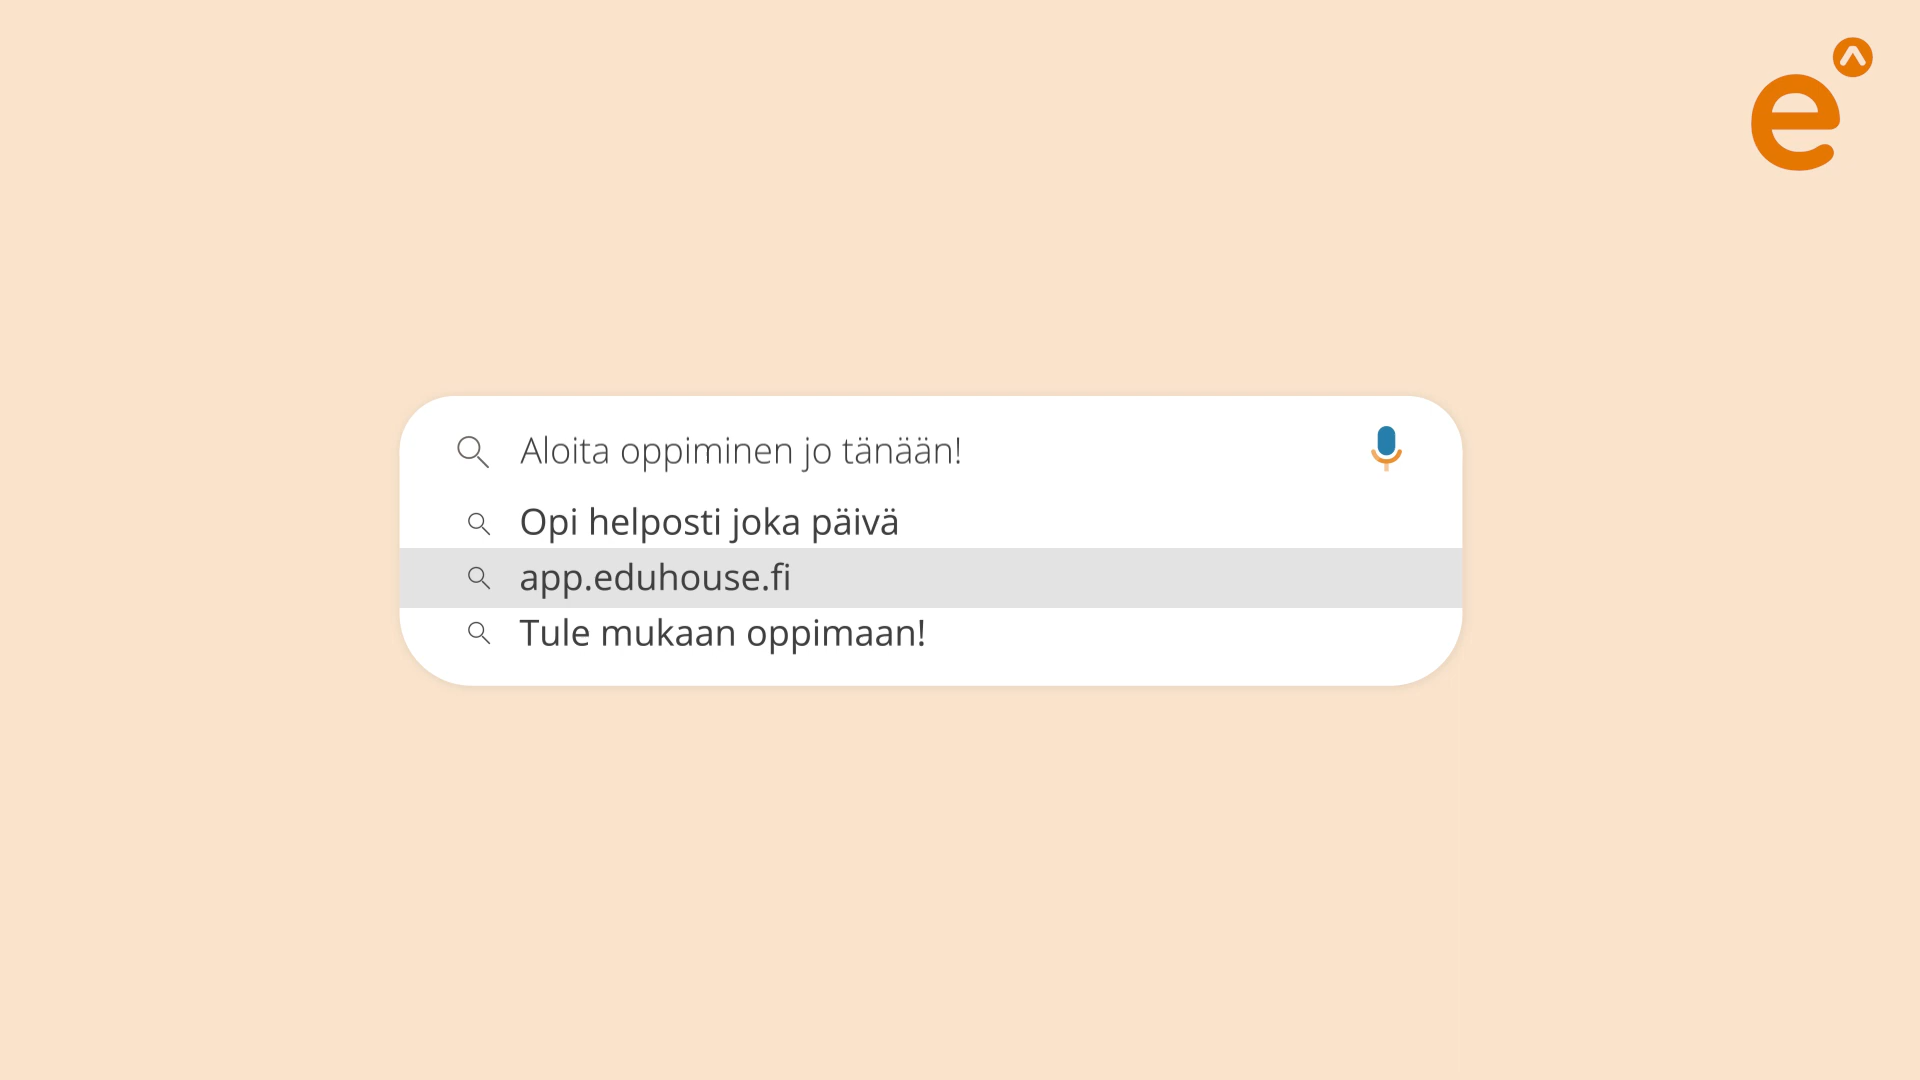 e^
Aloita oppiminen jo tänään!
Opi helposti joka päivä
app.eduhouse.fi
Tule mukaan oppimaan!